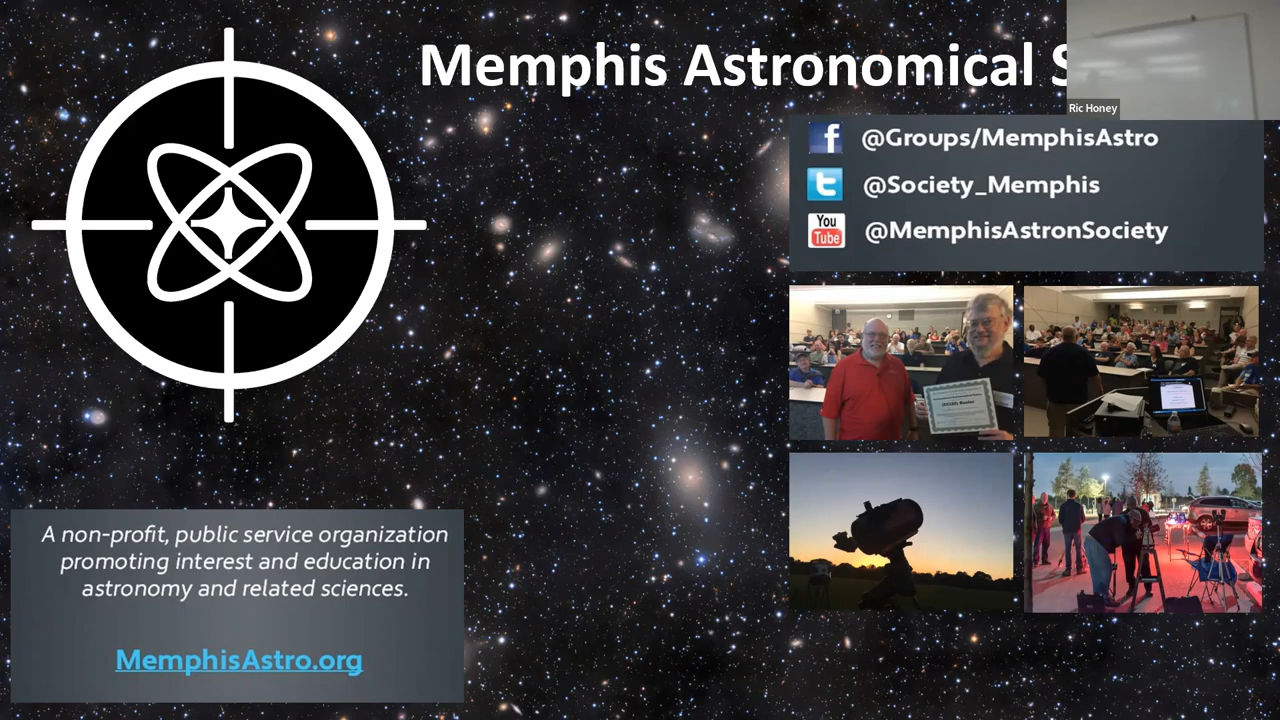 Memphis Astronomical S
Ric Honey
@Groups/MemphisAstro
@Society_Memphis
You
Tube
@MemphisAstronSociety
A non-profit, public service organization
promoting interest and education in
astronomy and related sciences.
MemphisAstro.org